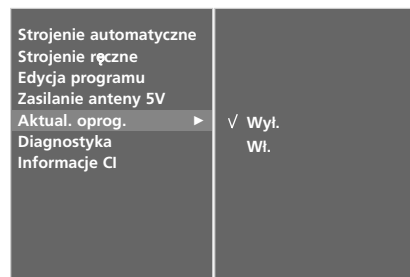 Strojenie automatyczne
Strojenie ręczne
Edycja programu
Zasilanie anteny 5V
Aktual. oprog. ►
Diagnostyka
Informacje CI
√ Wył.
Wł.